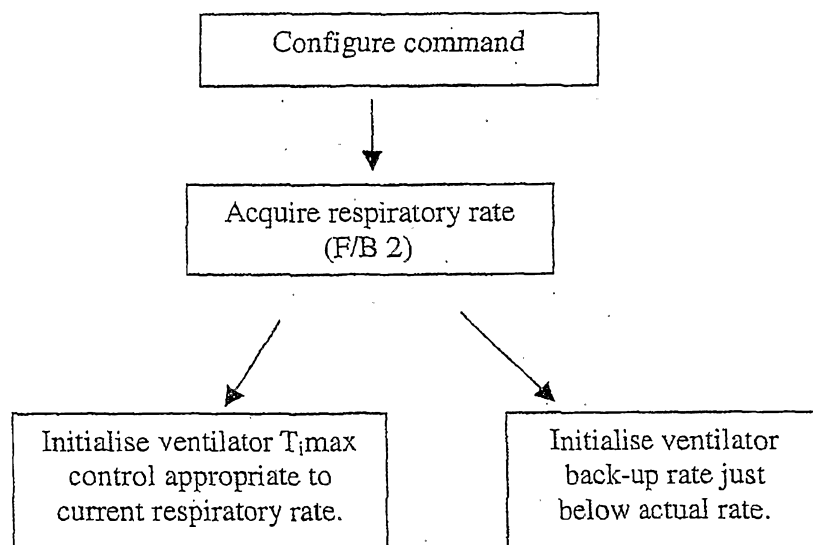 Configure command
Acquire respiratory rate
(F/B 2)
Initialise ventilator Tᵢmax
control appropriate to
current respiratory rate.
Initialise ventilator
back-up rate just
below actual rate.